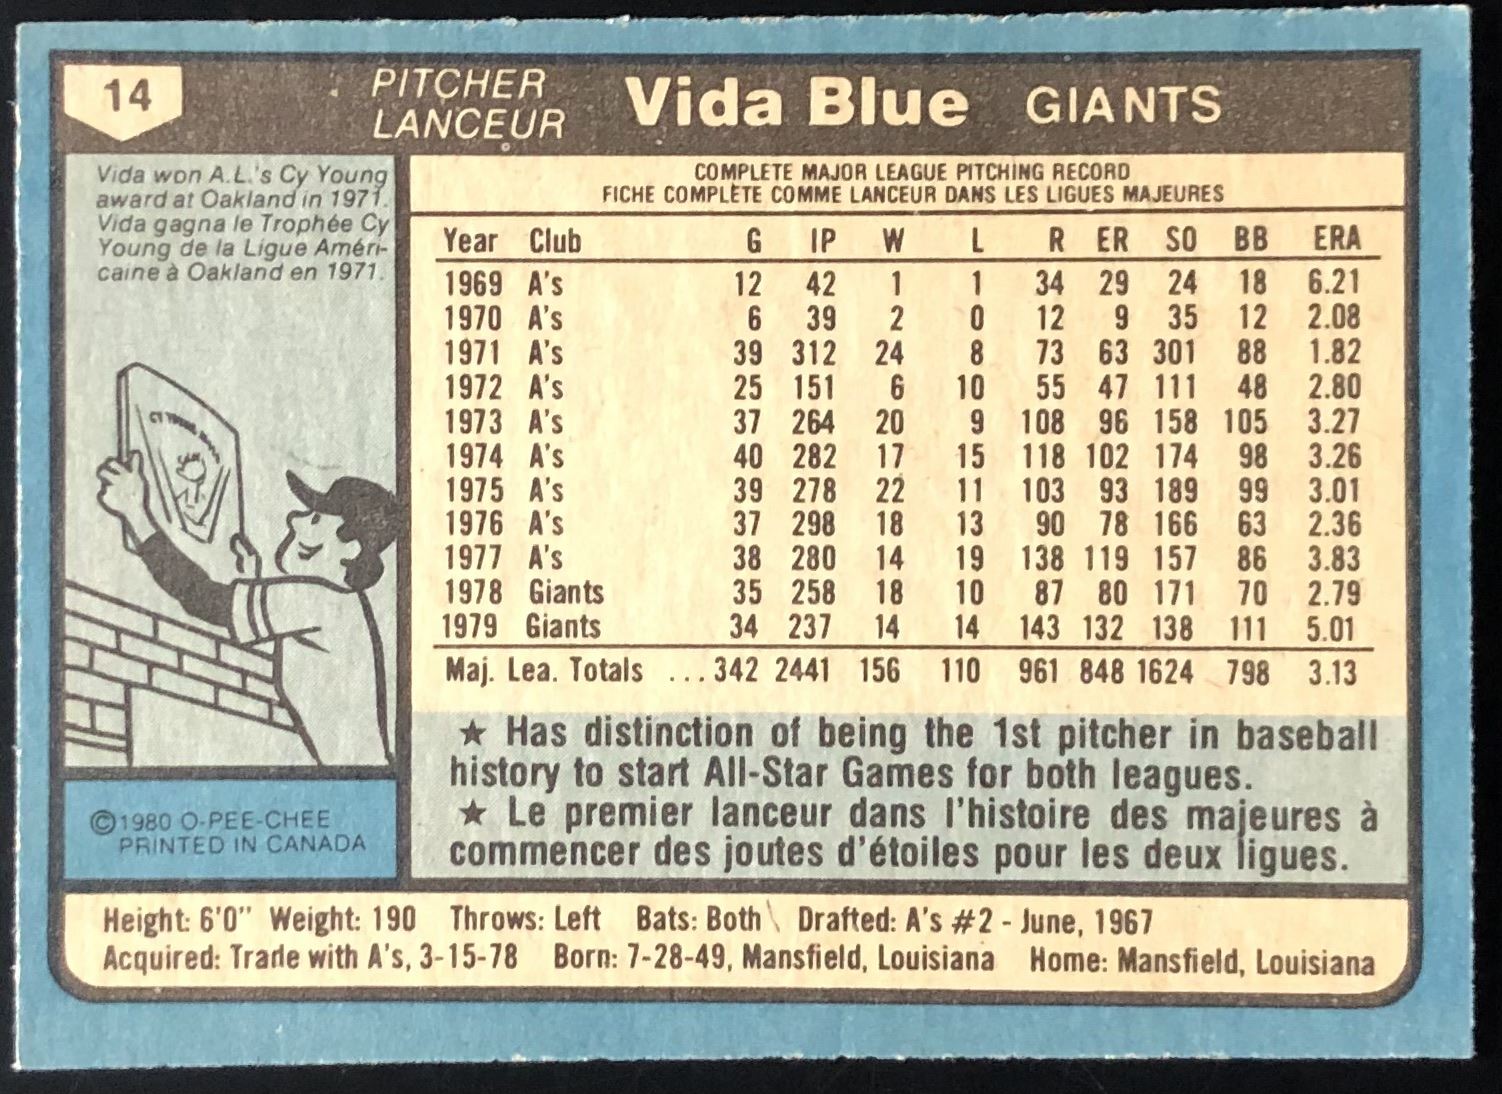 14
PITCHER
LANCEUR
Vida Blue GIANTS
Vida won A.L.'s Cy Young
award at Oakland in 1971.
Vida gagna le Trophée Cy
Young de la Ligue Améri-
caine à Oakland en 1971.
CY YOUNG
©1980 O-PEE-CHEE
PRINTED IN CANADA
COMPLETE MAJOR LEAGUE PITCHING RECORD
FICHE COMPLÈTE COMME LANCEUR DANS LES LIGUES MAJEURES
Year Club G IP W L R ER SO BB ERA
1969 A's 12 42 1 1 34 29 24 18 6.21
1970 A's 6 39 2 0 12 9 35 12 2.08
1971 A's 39 312 24 8 73 63 301 88 1.82
1972 A's 25 151 6 10 55 47 111 48 2.80
1973 A's 37 264 20 9 108 96 158 105 3.27
1974 A's 40 282 17 15 118 102 174 98 3.26
1975 A's 39 278 22 11 103 93 189 99 3.01
1976 A's 37 298 18 13 90 78 166 63 2.36
1977 A's 38 280 14 19 138 119 157 86 3.83
1978 Giants 35 258 18 10 87 80 171 70 2.79
1979 Giants 34 237 14 14 143 132 138 111 5.01
Maj. Lea. Totals ...342 2441 156 110 961 848 1624 798 3.13
★ Has distinction of being the 1st pitcher in baseball
history to start All-Star Games for both leagues.
★ Le premier lanceur dans l'histoire des majeures à
commencer des joutes d'étoiles pour les deux ligues.
Height: 6'0" Weight: 190 Throws: Left Bats: Both Drafted: A's #2 - June, 1967
Acquired: Trade with A's, 3-15-78 Born: 7-28-49, Mansfield, Louisiana Home: Mansfield, Louisiana